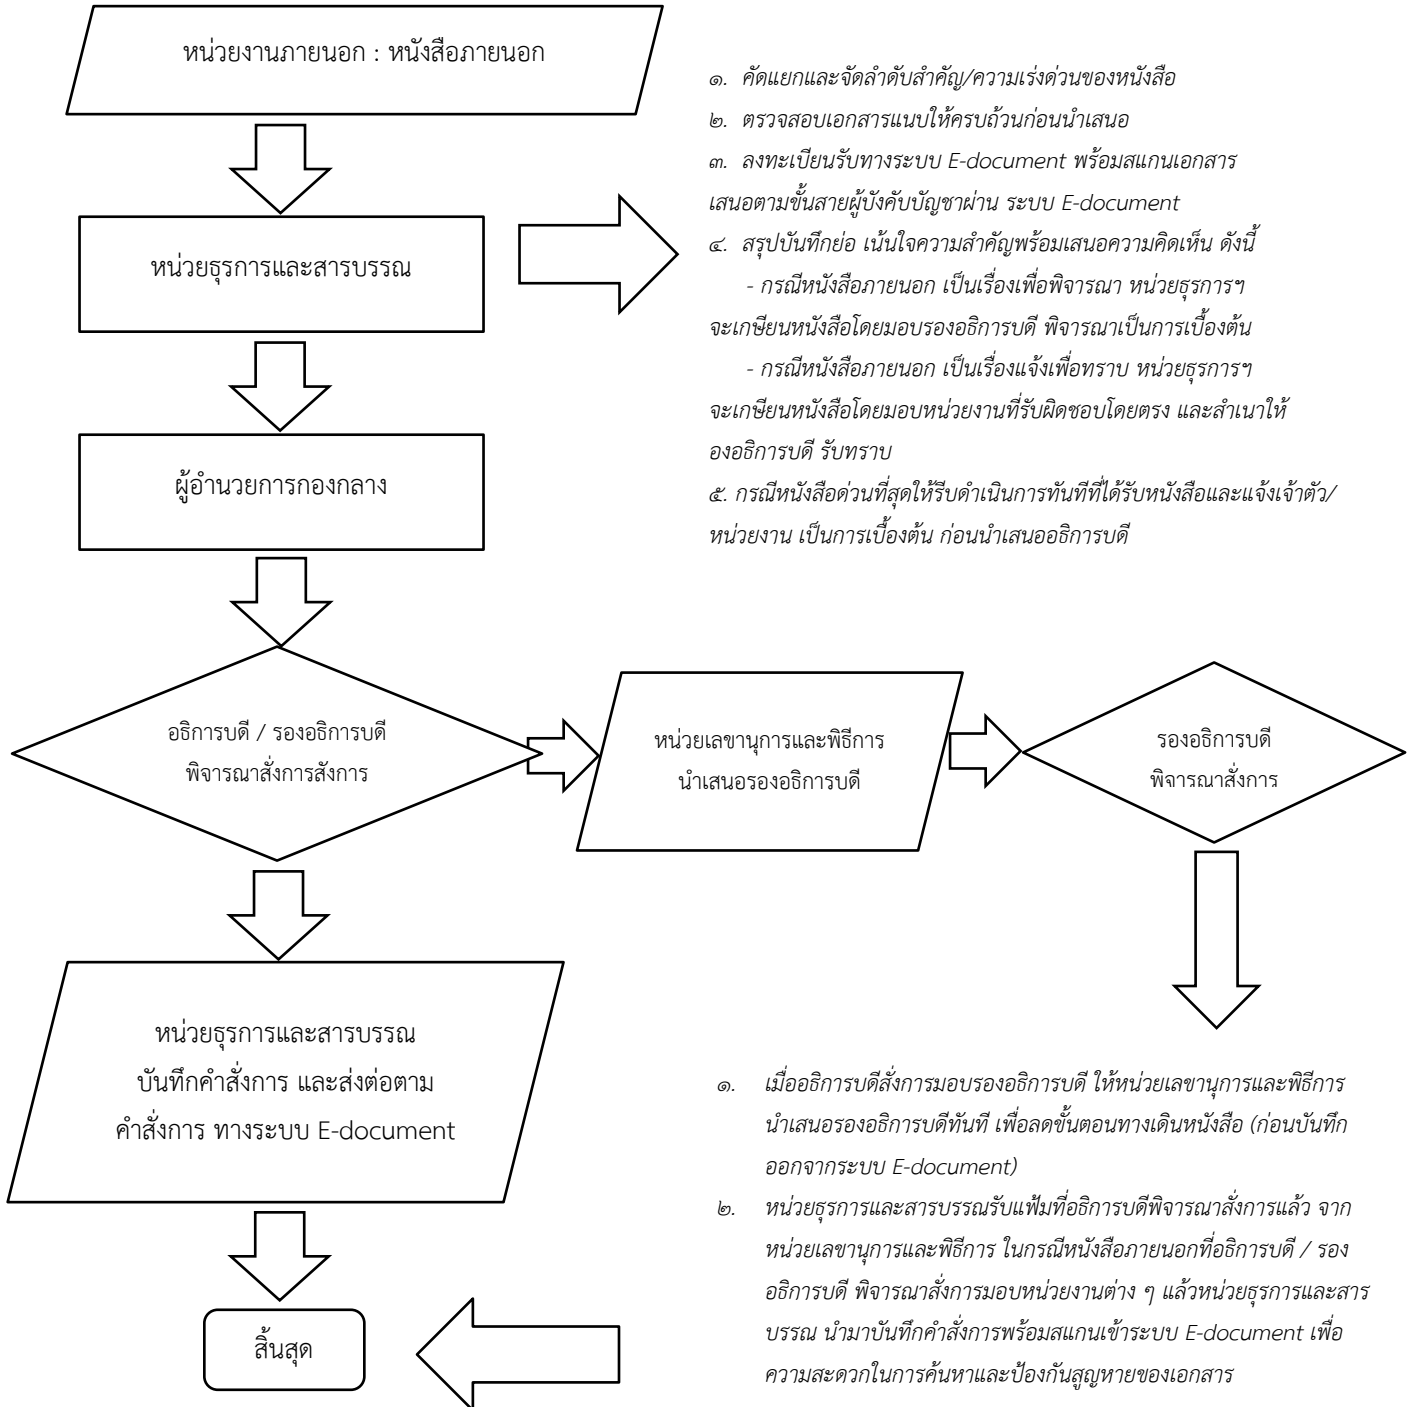 หน่วยงานภายนอก : หนังสือภายนอก
๑. คัดแยกและจัดลำดับสำคัญ/ความเร่งด่วนของหนังสือ
๒. ตรวจสอบเอกสารแนบให้ครบถ้วนก่อนนำเสนอ
๓. ลงทะเบียนรับทางระบบ E-document พร้อมสแกนเอกสาร
เสนอตามขั้นสายผู้บังคับบัญชาผ่าน ระบบ E-document
๔. สรุปบันทึกย่อ เน้นใจความสำคัญพร้อมเสนอความคิดเห็น ดังนี้
- กรณีหนังสือภายนอก เป็นเรื่องเพื่อพิจารณา หน่วยธุรการฯ
จะเกษียนหนังสือโดยมอบรองอธิการบดี พิจารณาเป็นการเบื้องต้น
- กรณีหนังสือภายนอก เป็นเรื่องแจ้งเพื่อทราบ หน่วยธุรการฯ
จะเกษียนหนังสือโดยมอบหน่วยงานที่รับผิดชอบโดยตรง และสำเนาให้
องอธิการบดี รับทราบ
๕. กรณีหนังสือด่วนที่สุดให้รีบดำเนินการทันทีที่ได้รับหนังสือและแจ้งเจ้าตัว/
หน่วยงาน เป็นการเบื้องต้น ก่อนนำเสนออธิการบดี
หน่วยธุรการและสารบรรณ
ผู้อำนวยการกองกลาง
อธิการบดี / รองอธิการบดี
พิจารณาสั่งการสังการ
หน่วยเลขานุการและพิธีการ
นำเสนอรองอธิการบดี
รองอธิการบดี
พิจารณาสั่งการ
หน่วยธุรการและสารบรรณ
บันทึกคำสั่งการ และส่งต่อตาม
คำสั่งการ ทางระบบ E-document
๑. เมื่ออธิการบดีสั่งการมอบรองอธิการบดี ให้หน่วยเลขานุการและพิธีการ
นำเสนอรองอธิการบดีทันที เพื่อลดขั้นตอนทางเดินหนังสือ (ก่อนบันทึก
ออกจากระบบ E-document)
๒. หน่วยธุรการและสารบรรณรับแฟ้มที่อธิการบดีพิจารณาสั่งการแล้ว จาก
หน่วยเลขานุการและพิธีการ ในกรณีหนังสือภายนอกที่อธิการบดี / รอง
อธิการบดี พิจารณาสั่งการมอบหน่วยงานต่าง ๆ แล้วหน่วยธุรการและสาร
บรรณ นำมาบันทึกคำสั่งการพร้อมสแกนเข้าระบบ E-document เพื่อ
ความสะดวกในการค้นหาและป้องกันสูญหายของเอกสาร
สิ้นสุด